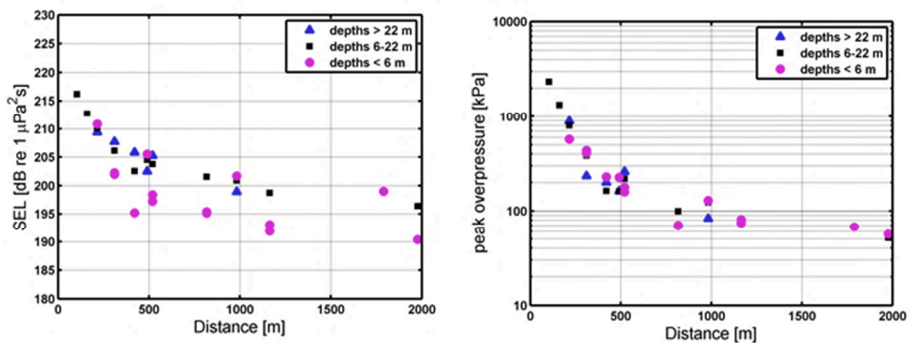 230
225
220
215
210
205
200
195
190
185
180
SEL [dB re 1 μPa²s]
depths > 22 m
depths 6-22 m
depths < 6 m
0
500
1000
1500
2000
Distance [m]
10000
1000
100
10
peak overpressure [kPa]
depths > 22 m
depths 6-22 m
depths < 6 m
0
500
1000
1500
2000
Distance [m]